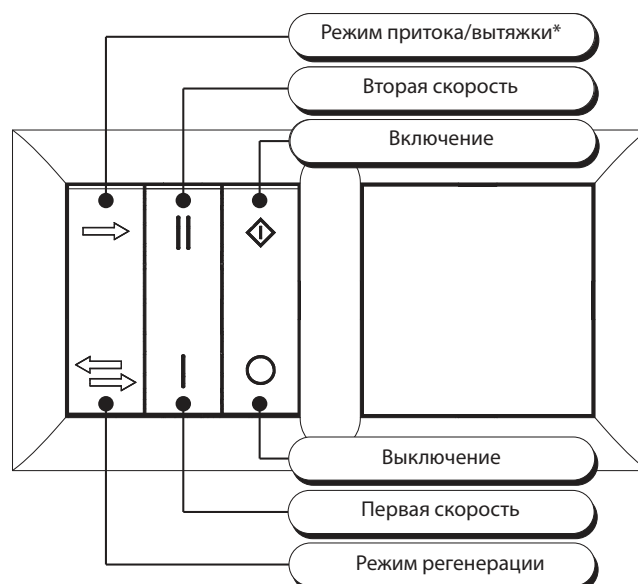 Режим притока/вытяжки*
Вторая скорость
Включение
Выключение
Первая скорость
Режим регенерации